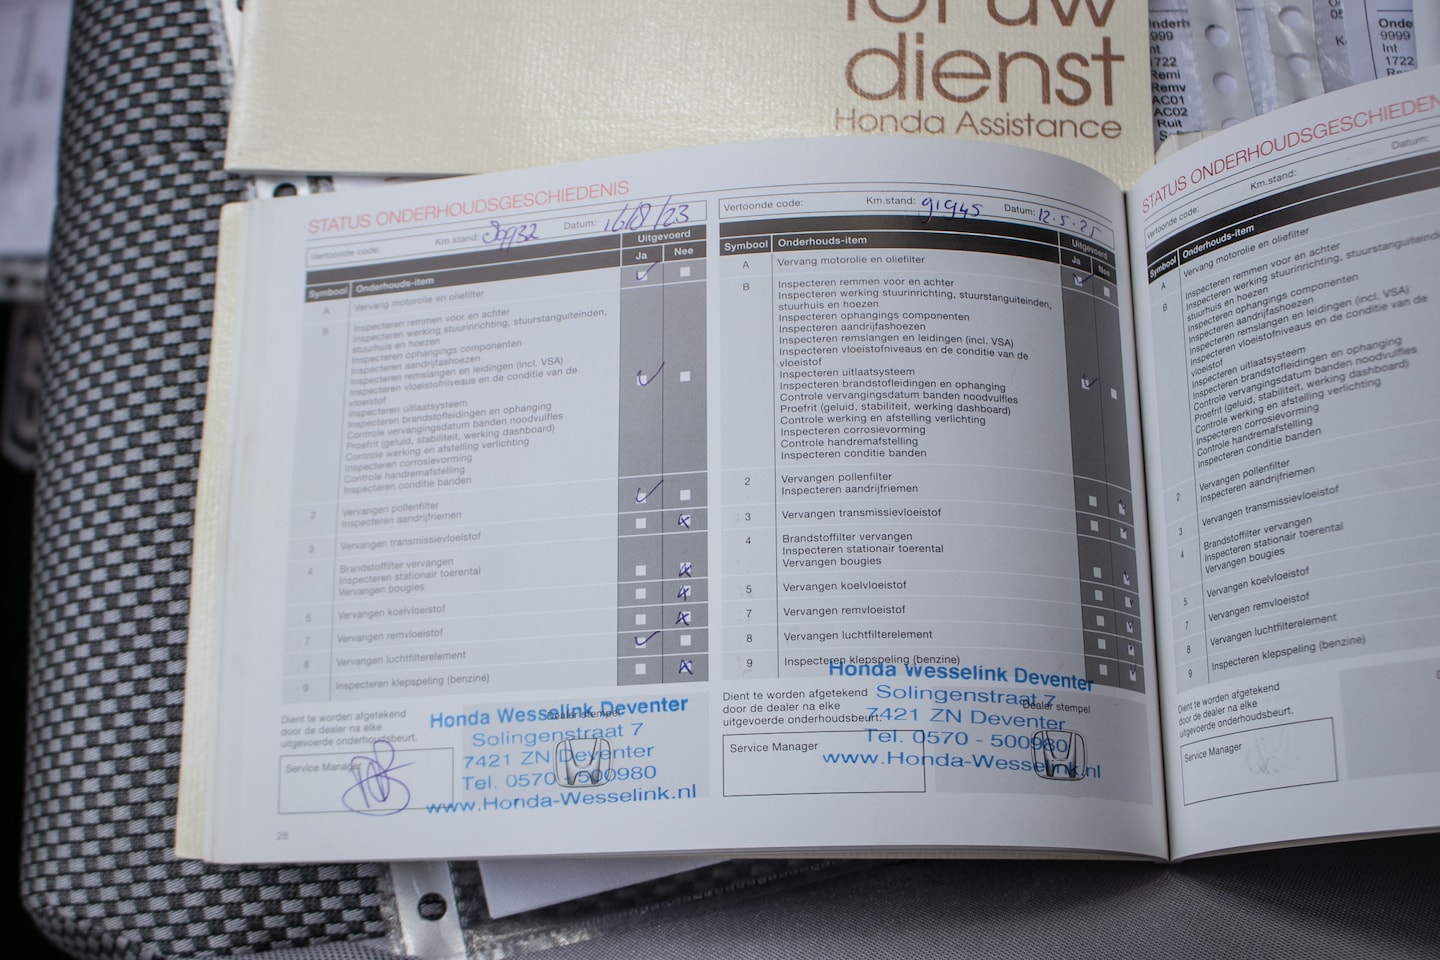 for uw
dienst
Honda Assistance
Onde
9999
Int
1722
999
nt
1722
Remi
Remv
AC01
AC02
Ruit
STATUS ONDERHOUDSGESCHIEDENIS
Vertoonde code:
Km.stand:
Datum: 16/8/23
Symbool Onderhouds-item
Uitgevoerd
Ja Nee
A Vervang motorolie en oliefilter
B Inspecteren remmen voor en achter
Inspecteren werking stuurinrichting, stuurstanguiteinden,
stuurhuis en hoezen
Inspecteren ophangings componenten
Inspecteren aandrijfashoezen
Inspecteren remslangen en leidingen (incl. VSA)
Inspecteren vloeistofniveaus en de conditie van de
vloeistof
Inspecteren uitlaatsysteem
Inspecteren brandstofleidingen en ophanging
Controle vervangingsdatum banden noodvulfles
Proefrit (geluid, stabiliteit, werking dashboard)
Controle werking en afstelling verlichting
Inspecteren corrosievorming
Controle handremafstelling
Inspecteren conditie banden
2 Vervangen pollenfilter
Inspecteren aandrijfriemen
3 Vervangen transmissievloeistof
4 Brandstoffilter vervangen
Inspecteren stationair toerental
Vervangen bougies
5 Vervangen koelvloeistof
7 Vervangen remvloeistof
8 Vervangen luchtfilterelement
9 Inspecteren klepspeling (benzine)
Dient te worden afgetekend
door de dealer na elke
uitgevoerde onderhoudsbeurt.
Service Manager
Dealer stempel
Honda Wesselink Deventer
Solingenstraat 7
7421 ZN Deventer
Tel. 0570 - 500980
www.Honda-Wesselink.nl
28
Vertoonde code:
Km.stand: 91945
Datum: 12-5-25
Symbool Onderhouds-item
Uitgevoerd
Ja Nee
A Vervang motorolie en oliefilter
B Inspecteren remmen voor en achter
Inspecteren werking stuurinrichting, stuurstanguiteinden,
stuurhuis en hoezen
Inspecteren ophangings componenten
Inspecteren aandrijfashoezen
Inspecteren remslangen en leidingen (incl. VSA)
Inspecteren vloeistofniveaus en de conditie van de
vloeistof
Inspecteren uitlaatsysteem
Inspecteren brandstofleidingen en ophanging
Controle vervangingsdatum banden noodvulfles
Proefrit (geluid, stabiliteit, werking dashboard)
Controle werking en afstelling verlichting
Inspecteren corrosievorming
Controle handremafstelling
Inspecteren conditie banden
2 Vervangen pollenfilter
Inspecteren aandrijfriemen
3 Vervangen transmissievloeistof
4 Brandstoffilter vervangen
Inspecteren stationair toerental
Vervangen bougies
5 Vervangen koelvloeistof
7 Vervangen remvloeistof
8 Vervangen luchtfilterelement
9 Inspecteren klepspeling (benzine)
Dient te worden afgetekend
door de dealer na elke
uitgevoerde onderhoudsbeurt.
Service Manager
Dealer stempel
Honda Wesselink Deventer
Solingenstraat 7
7421 ZN Deventer
Tel. 0570 - 500980
www.Honda-Wesselink.nl
STATUS ONDERHOUDSGESCHIEDEN
Vertoonde code:
Km.stand:
Datum:
Symbool Onderhouds-item
A Vervang motorolie en oliefilter
B Inspecteren remmen voor en achter
Inspecteren werking stuurinrichting, stuurstanguiteinde
stuurhuis en hoezen
Inspecteren ophangings componenten
Inspecteren aandrijfashoezen
Inspecteren remslangen en leidingen (incl. VSA)
Inspecteren vloeistofniveaus en de conditie van de
vloeistof
Inspecteren uitlaatsysteem
Inspecteren brandstofleidingen en ophanging
Controle vervangingsdatum banden noodvulfles
Proefrit (geluid, stabiliteit, werking dashboard)
Controle werking en afstelling verlichting
Inspecteren corrosievorming
Controle handremafstelling
Inspecteren conditie banden
2 Vervangen pollenfilter
Inspecteren aandrijfriemen
3 Vervangen transmissievloeistof
4 Brandstoffilter vervangen
Inspecteren stationair toerental
Vervangen bougies
5 Vervangen koelvloeistof
7 Vervangen remvloeistof
8 Vervangen luchtfilterelement
9 Inspecteren klepspeling (benzine)
Dient te worden afgetekend
door de dealer na elke
uitgevoerde onderhoudsbeurt.
Service Manager